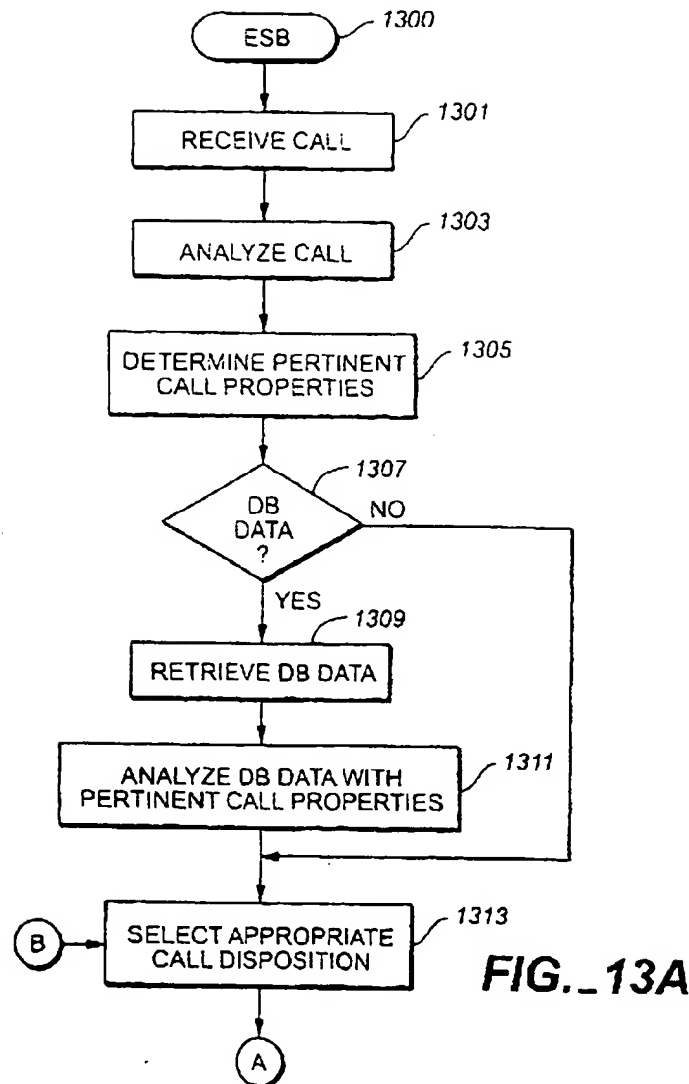 ESB
1300
1301
RECEIVE CALL
1303
ANALYZE CALL
1305
DETERMINE PERTINENT
CALL PROPERTIES
1307
DB
DATA
?
NO
YES
1309
RETRIEVE DB DATA
1311
ANALYZE DB DATA WITH
PERTINENT CALL PROPERTIES
1313
B
SELECT APPROPRIATE
CALL DISPOSITION
FIG._13A
A